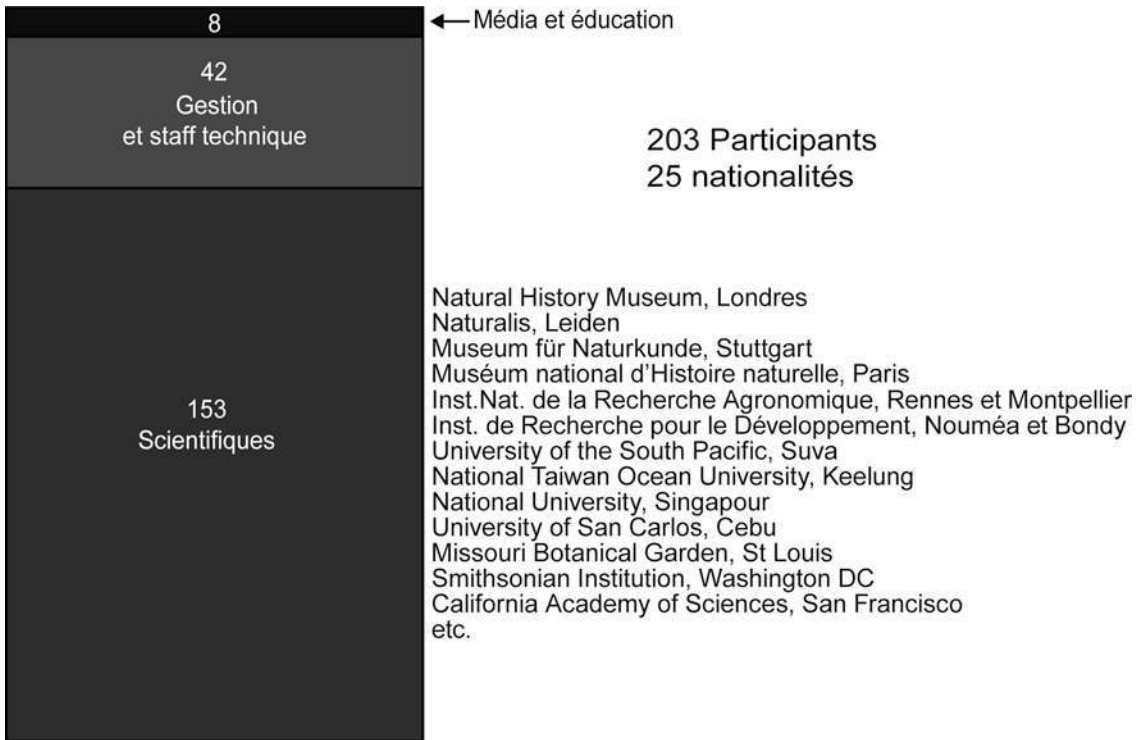 8
Média et éducation
42
Gestion
et staff technique
203 Participants
25 nationalités
153
Scientifiques
Natural History Museum, Londres
Naturalis, Leiden
Museum für Naturkunde, Stuttgart
Muséum national d'Histoire naturelle, Paris
Inst.Nat. de la Recherche Agronomique, Rennes et Montpellier
Inst. de Recherche pour le Développement, Nouméa et Bondy
University of the South Pacific, Suva
National Taiwan Ocean University, Keelung
National University, Singapour
University of San Carlos, Cebu
Missouri Botanical Garden, St Louis
Smithsonian Institution, Washington DC
California Academy of Sciences, San Francisco
etc.